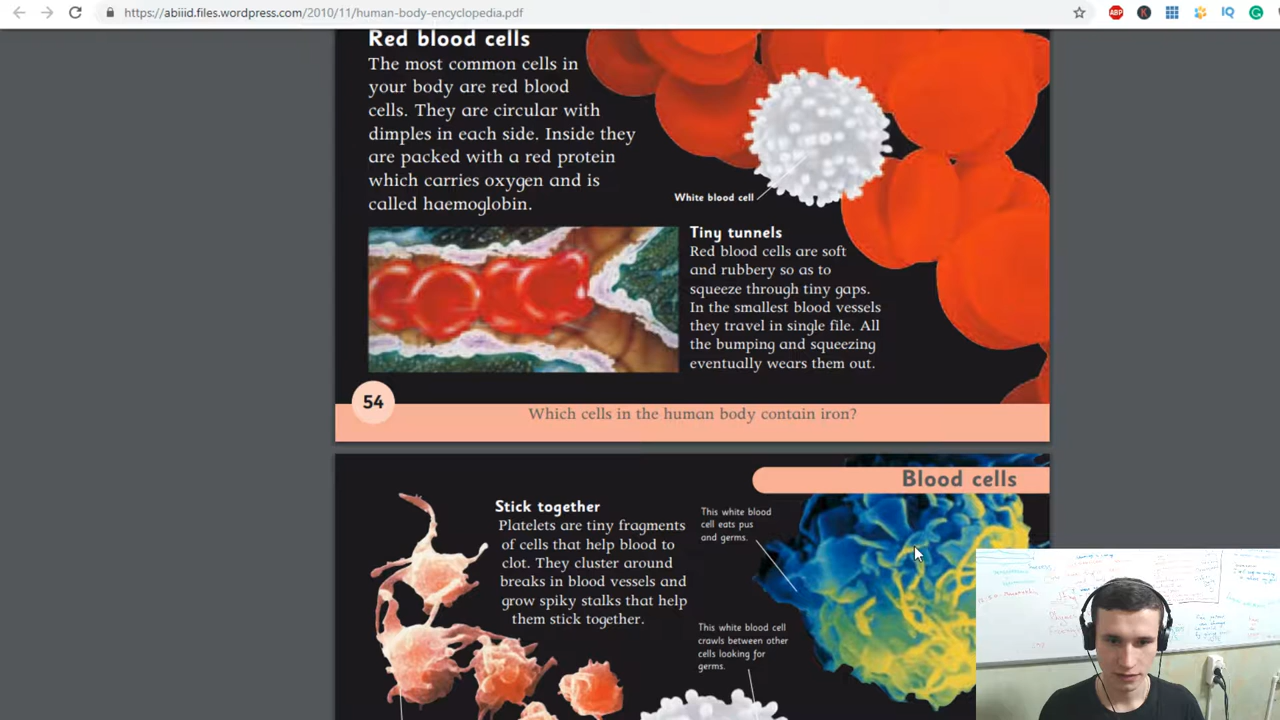 https://abiiid.files.wordpress.com/2010/11/human-body-encyclopedia.pdf
ABP
K
IQ
G
Red blood cells
The most common cells in
your body are red blood
cells. They are circular with
dimples in each side. Inside they
are packed with a red protein
which carries oxygen and is
called haemoglobin.
White blood cell
Tiny tunnels
Red blood cells are soft
and rubbery so as to
squeeze through tiny gaps.
In the smallest blood vessels
they travel in single file. All
the bumping and squeezing
eventually wears them out.
54
Which cells in the human body contain iron?
Blood cells
Stick together
Platelets are tiny fragments
of cells that help blood to
clot. They cluster around
breaks in blood vessels and
grow spiky stalks that help
them stick together.
This white blood
cell eats pus
and germs.
This white blood cell
crawls between other
cells looking for
germs.